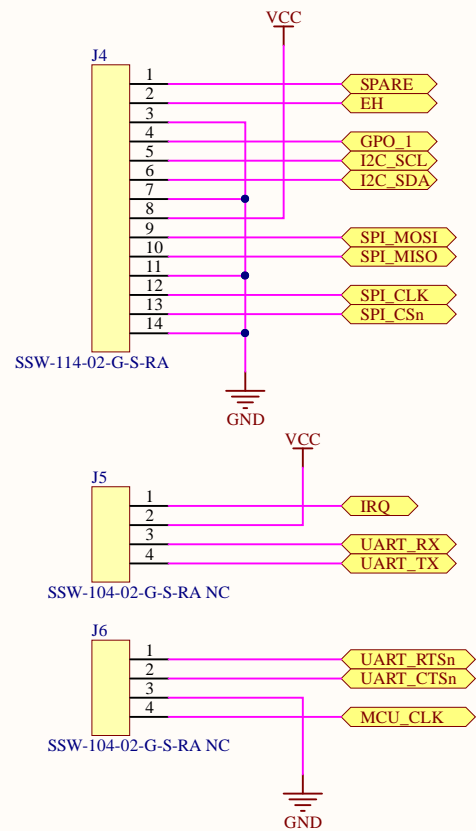 VCC
J4
1 SPARE
2 EH
3
4 GPO_1
5 I2C_SCL
6 I2C_SDA
7
8
9 SPI_MOSI
10 SPI_MISO
11
12 SPI_CLK
13 SPI_CSn
14
SSW-114-02-G-S-RA
GND
VCC
J5
1 IRQ
2
3 UART_RX
4 UART_TX
SSW-104-02-G-S-RA NC
J6
1 UART_RTSn
2 UART_CTSn
3
4 MCU_CLK
SSW-104-02-G-S-RA NC
GND